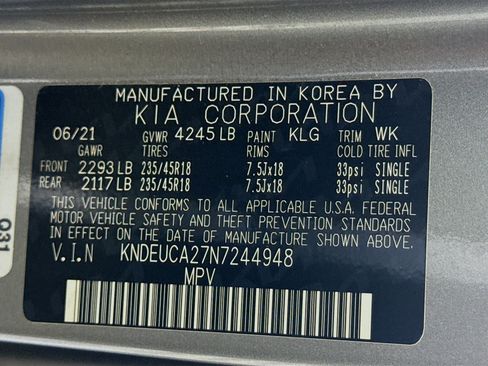 MANUFACTURED IN KOREA BY
KIA CORPORATION
06/21 GVWR 4245 LB PAINT KLG TRIM WK
GAWR TIRES RIMS COLD TIRE INFL
FRONT 2293 LB 235/45R18 7.5Jx18 33psi SINGLE
REAR 2117 LB 235/45R18 7.5Jx18 33psi SINGLE
THIS VEHICLE CONFORMS TO ALL APPLICABLE U.S.A. FEDERAL
MOTOR VEHICLE SAFETY AND THEFT PREVENTION STANDARDS
IN EFFECT ON THE DATE OF MANUFACTURE SHOWN ABOVE.
V.I.N KNDEUCA27N7244948
MPV
Q31